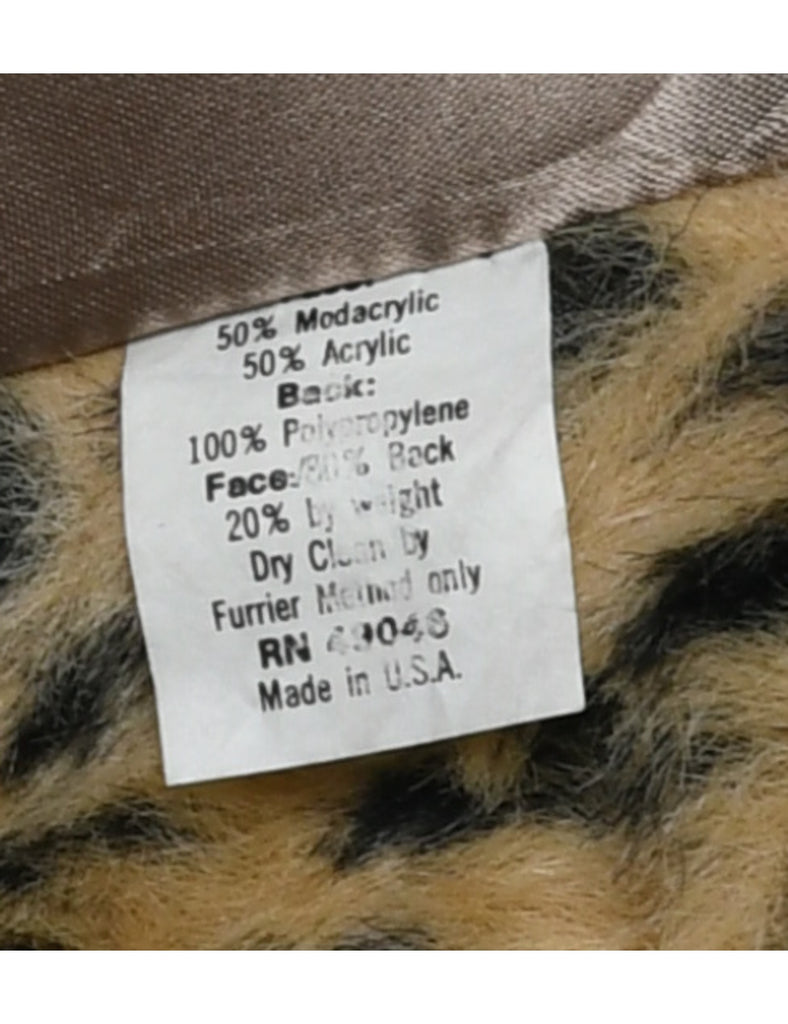 50% Modacrylic
50% Acrylic
Back:
100% Polypropylene
Face:/80% Back
20% by weight
Dry Clean by
Furrier Method only
RN
Made in U.S.A.